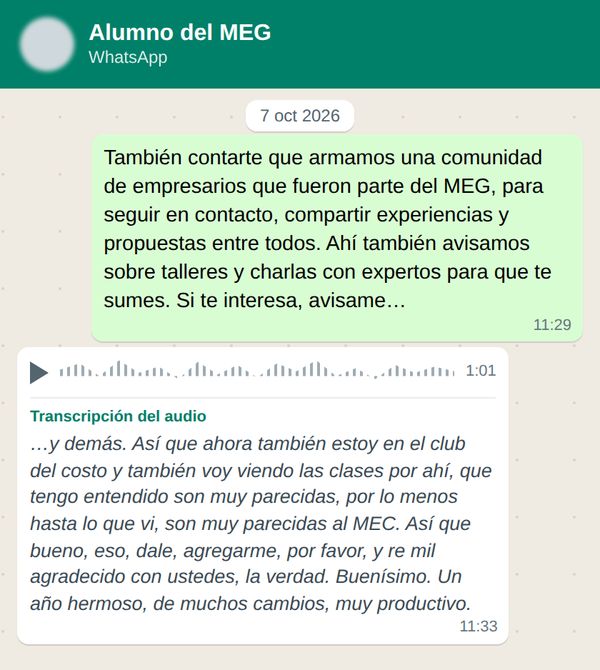 Alumno del MEG
WhatsApp
7 oct 2026
También contarte que armamos una comunidad
de empresarios que fueron parte del MEG, para
seguir en contacto, compartir experiencias y
propuestas entre todos. Ahí también avisamos
sobre talleres y charlas con expertos para que te
sumes. Si te interesa, avisame…
11:29
1:01
Transcripción del audio
…y demás. Así que ahora también estoy en el club
del costo y también voy viendo las clases por ahí, que
tengo entendido son muy parecidas, por lo menos
hasta lo que vi, son muy parecidas al MEC. Así que
bueno, eso, dale, agregarme, por favor, y re mil
agradecido con ustedes, la verdad. Buenísimo. Un
año hermoso, de muchos cambios, muy productivo.
11:33